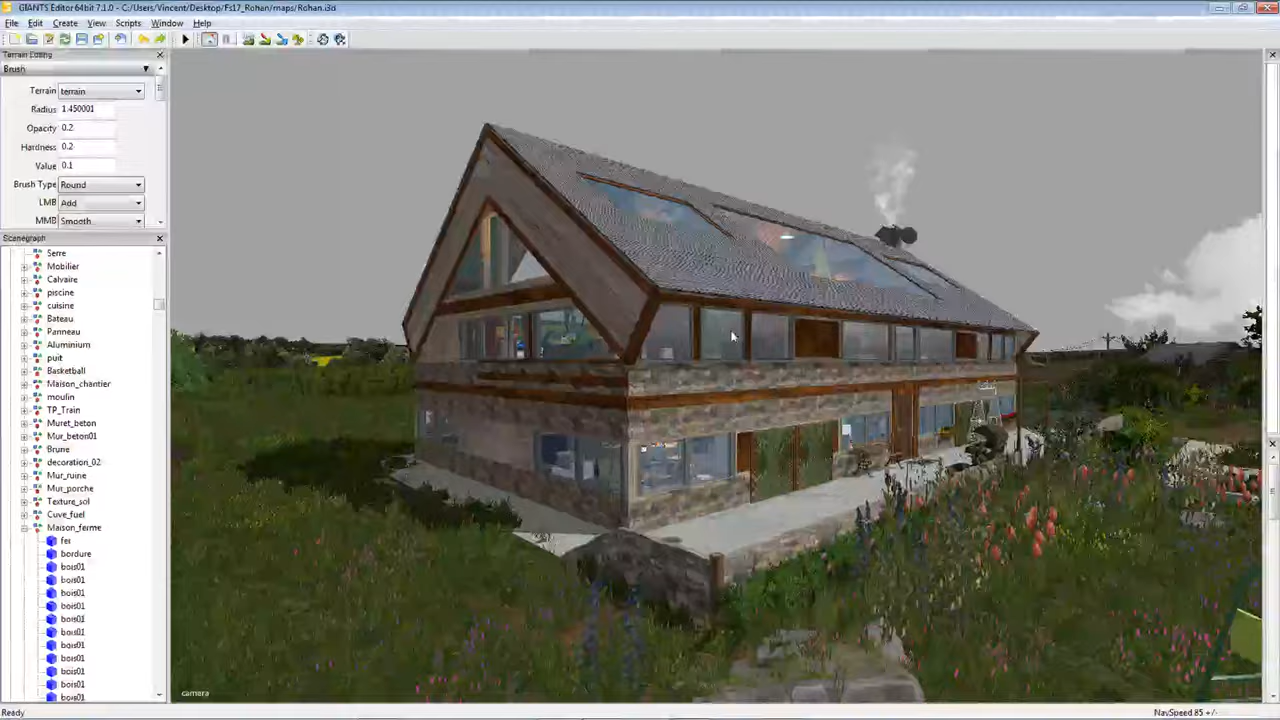 GIANTS Editor 64bit 7.1.0 - C:/Users/Vincent/Desktop/Fs17_Rohan/maps/Rohan.i3d
File Edit Create View Scripts Window Help
Terrain Editing
Brush
Terrain terrain
Radius 1.450001
Opacity 0.2
Hardness 0.2
Value 0.1
Brush Type Round
LMB Add
MMB Smooth
Scenegraph
Serre
Mobilier
Calvaire
piscine
cuisine
Bateau
Panneau
Aluminium
puit
Basketball
Maison_chantier
moulin
TP_Train
Muret_beton
Mur_beton01
Brune
decoration_02
Mur_ruine
Mur_porche
Texture_sol
Cuve_fuel
Maison_ferme
fer
bordure
bois01
bois01
bois01
bois01
bois01
bois01
bois01
bois01
bois01
bois01
bois01
camera
Ready
NavSpeed 85 +/-